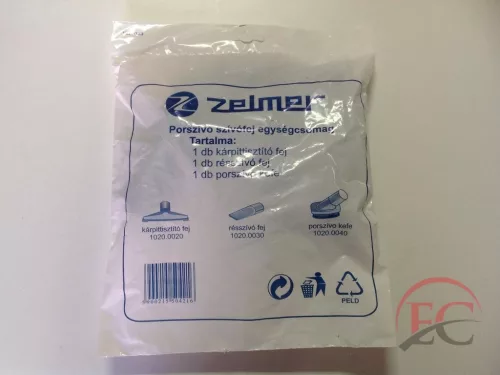 zelmer
Porszívó szívófej egységcsomag
Tartalma:
1 db kárpittisztító fej
1 db résszívó fej
1 db porszívó kefe
kárpittisztító fej
1020.0020
résszívó fej
1020.0030
porszívó kefe
1020.0040
PELD
EC